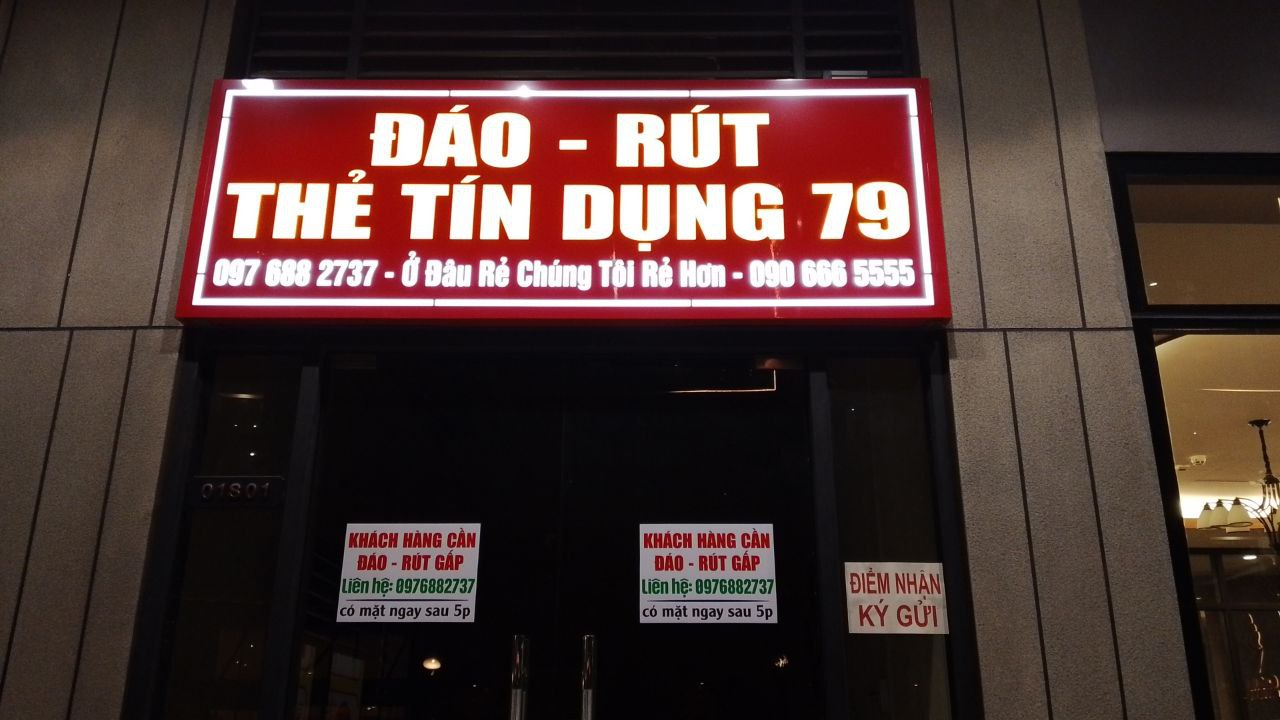 ĐÁO - RÚT
THẺ TÍN DỤNG 79
097 688 2737 - Ở Đâu Rẻ Chúng Tôi Rẻ Hơn - 090 666 5555
01S01
KHÁCH HÀNG CẦN
ĐÁO - RÚT GẤP
Liên hệ: 0976882737
có mặt ngay sau 5p
KHÁCH HÀNG CẦN
ĐÁO - RÚT GẤP
Liên hệ: 0976882737
có mặt ngay sau 5p
ĐIỂM NHẬN
KÝ GỬI